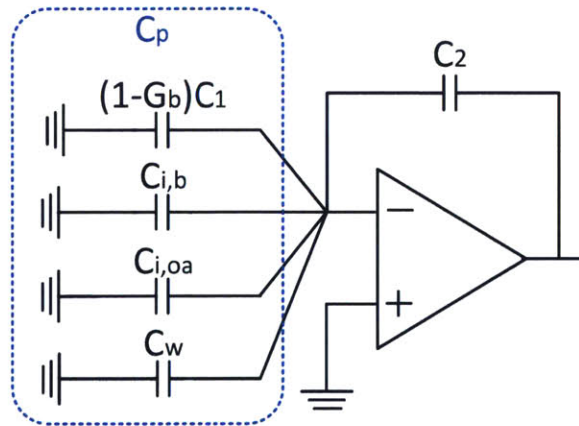 Cp
C2
(1-Gb)C1
Ci,b
Ci,oa
Cw
−
+